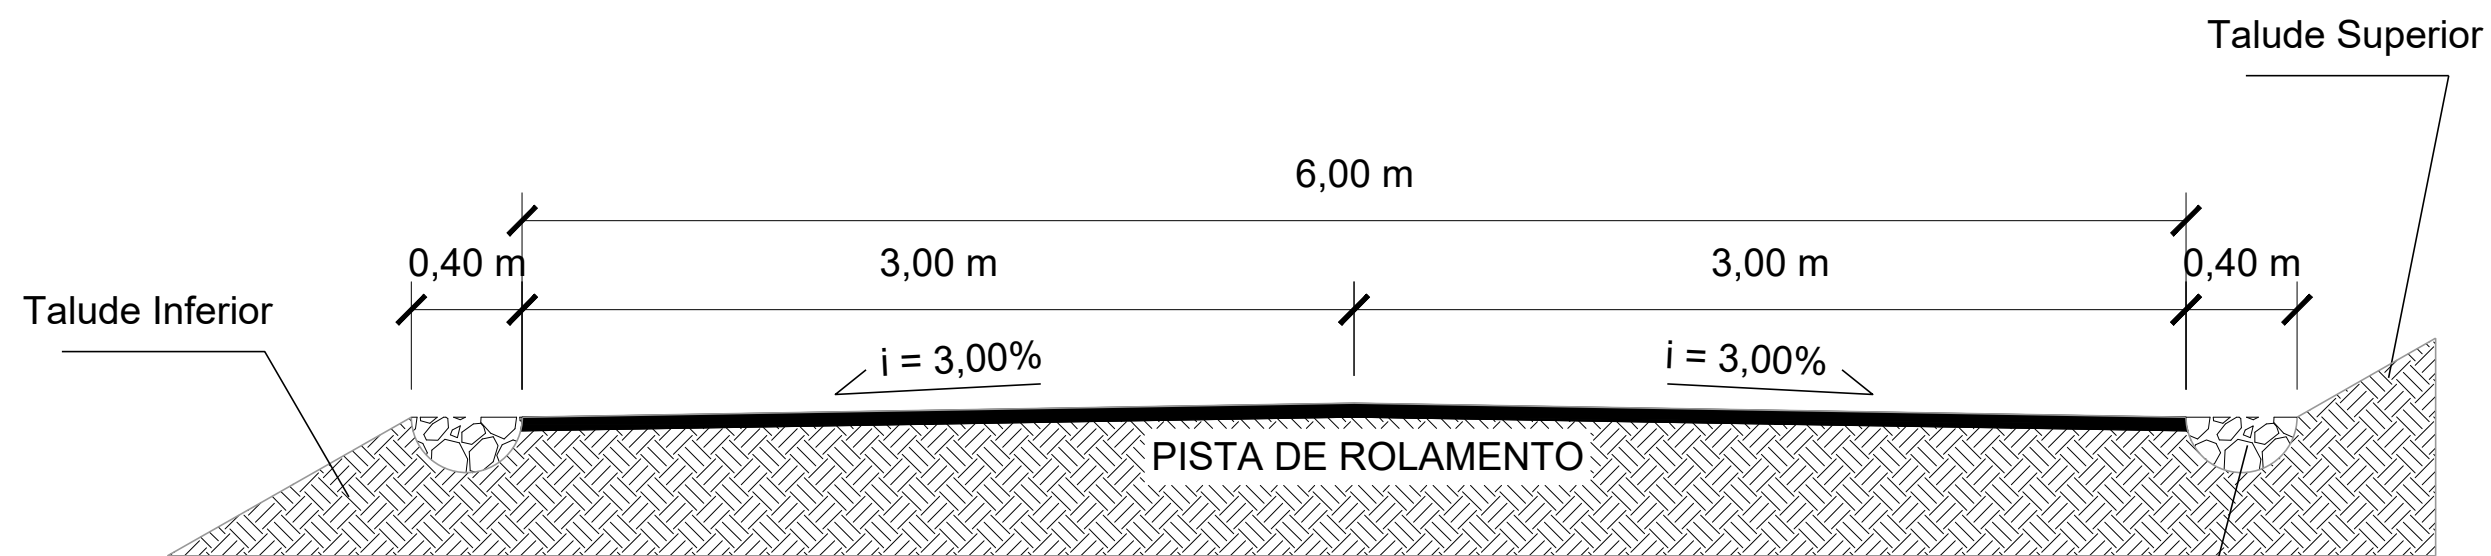 Talude Superior
6,00 m
0,40 m
3,00 m
3,00 m
0,40 m
Talude Inferior
i = 3,00%
i = 3,00%
PISTA DE ROLAMENTO